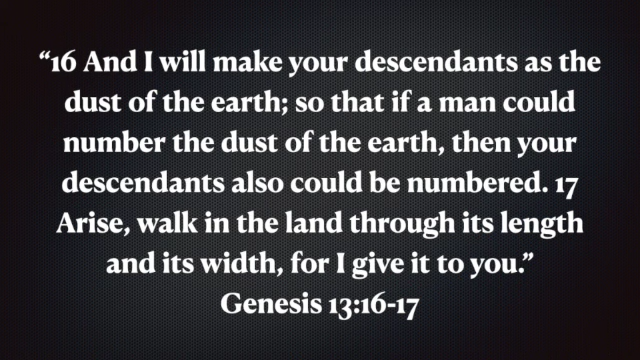 “16 And I will make your descendants as the
dust of the earth; so that if a man could
number the dust of the earth, then your
descendants also could be numbered. 17
Arise, walk in the land through its length
and its width, for I give it to you.”
Genesis 13:16-17